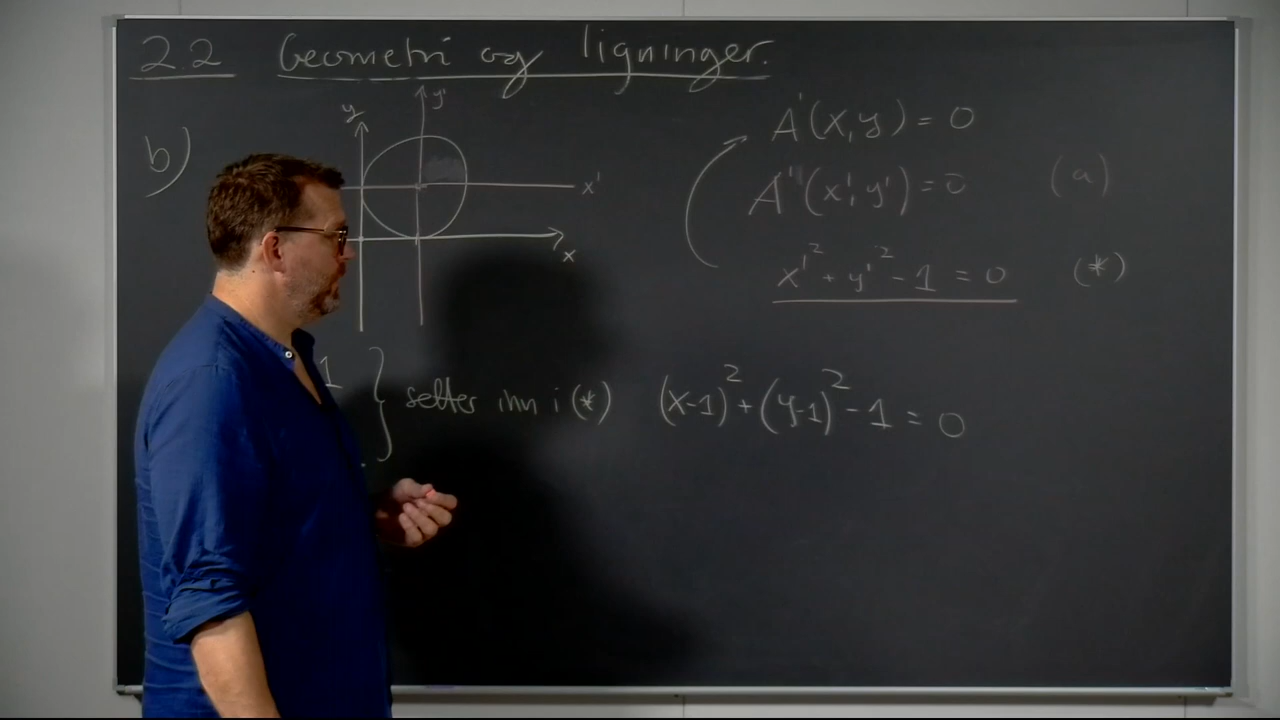 2.2 Geometri og ligninger.
b)
y
y'
x'
x
A'(x,y) = 0
A''(x',y') = 0 (a)
x'² + y'² - 1 = 0 (*)
1 } setter inn i (*) (x-1)² + (y-1)² - 1 = 0